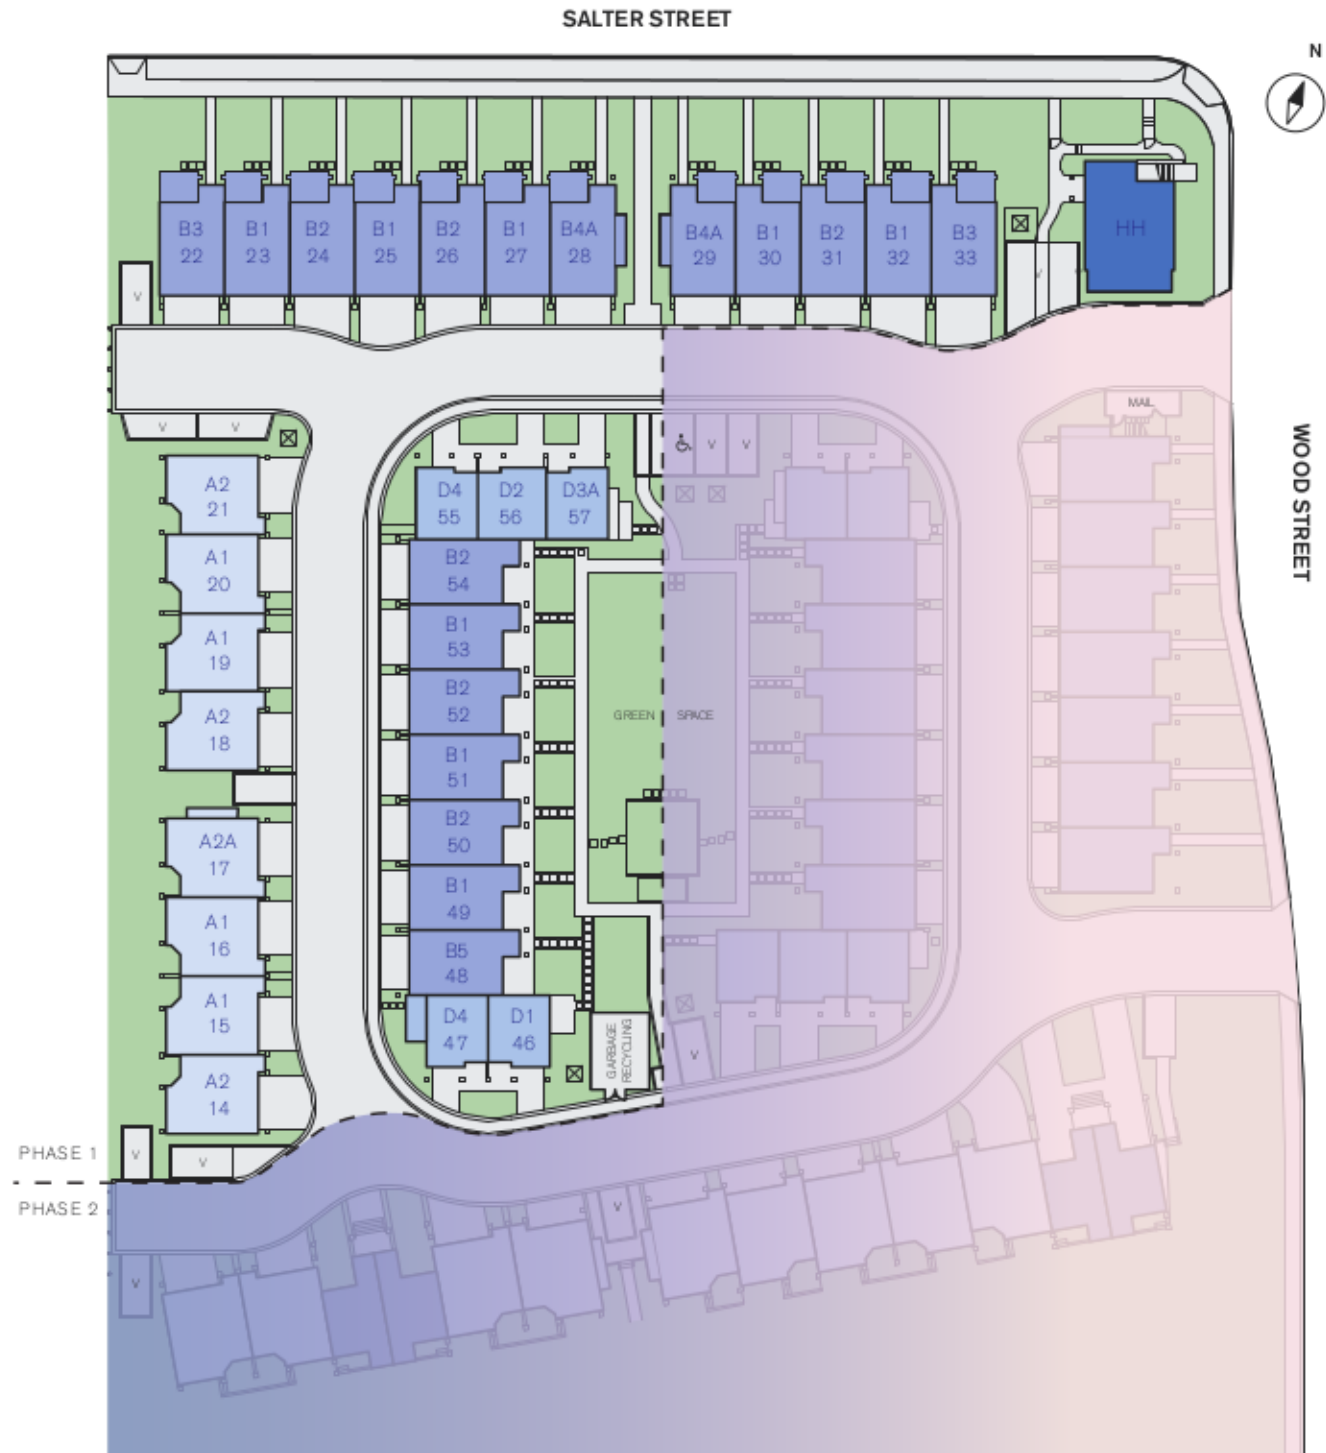 SALTER STREET
N
B3
22
B1
23
B2
24
B1
25
B2
26
B1
27
B4A
28
B4A
29
B1
30
B2
31
B1
32
B3
33
HH
V
V
V
V
V
V
MAIL
WOOD STREET
A2
21
A1
20
A1
19
A2
18
A2A
17
A1
16
A1
15
A2
14
D4
55
D2
56
D3A
57
B2
54
B1
53
B2
52
B1
51
B2
50
B1
49
B5
48
D4
47
D1
46
GREEN SPACE
GARBAGE
RECYCLING
V
PHASE 1
V
V
PHASE 2
V
V